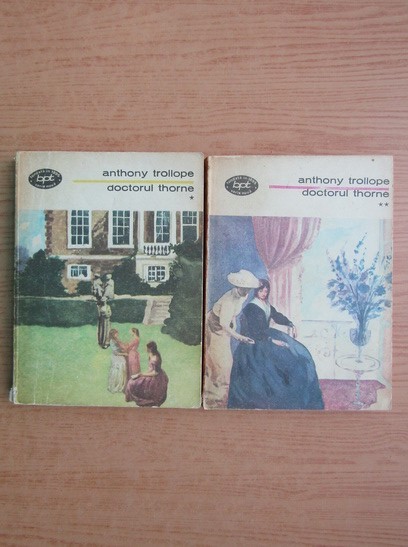 bpt
anthony trollope
doctorul thorne
*
bpt
anthony trollope
doctorul thorne
**